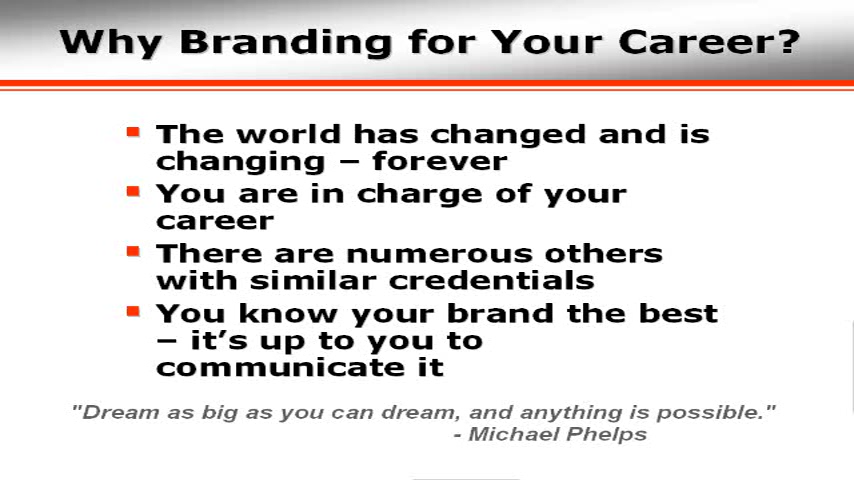 Why Branding for Your Career?
The world has changed and is
changing – forever
You are in charge of your
career
There are numerous others
with similar credentials
You know your brand the best
– it’s up to you to
communicate it
"Dream as big as you can dream, and anything is possible."
- Michael Phelps